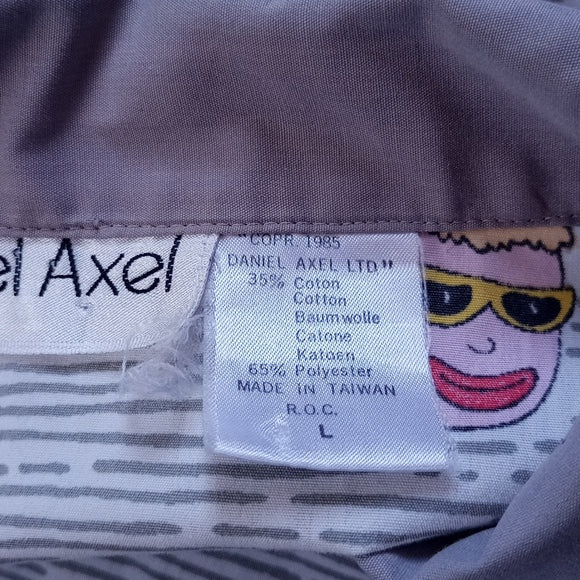 el Axel
"COPR. 1985
DANIEL AXEL LTD"
35% Coton
Cotton
Baumwolle
Catone
Katoen
65% Polyester
MADE IN TAIWAN
R.O.C.
L